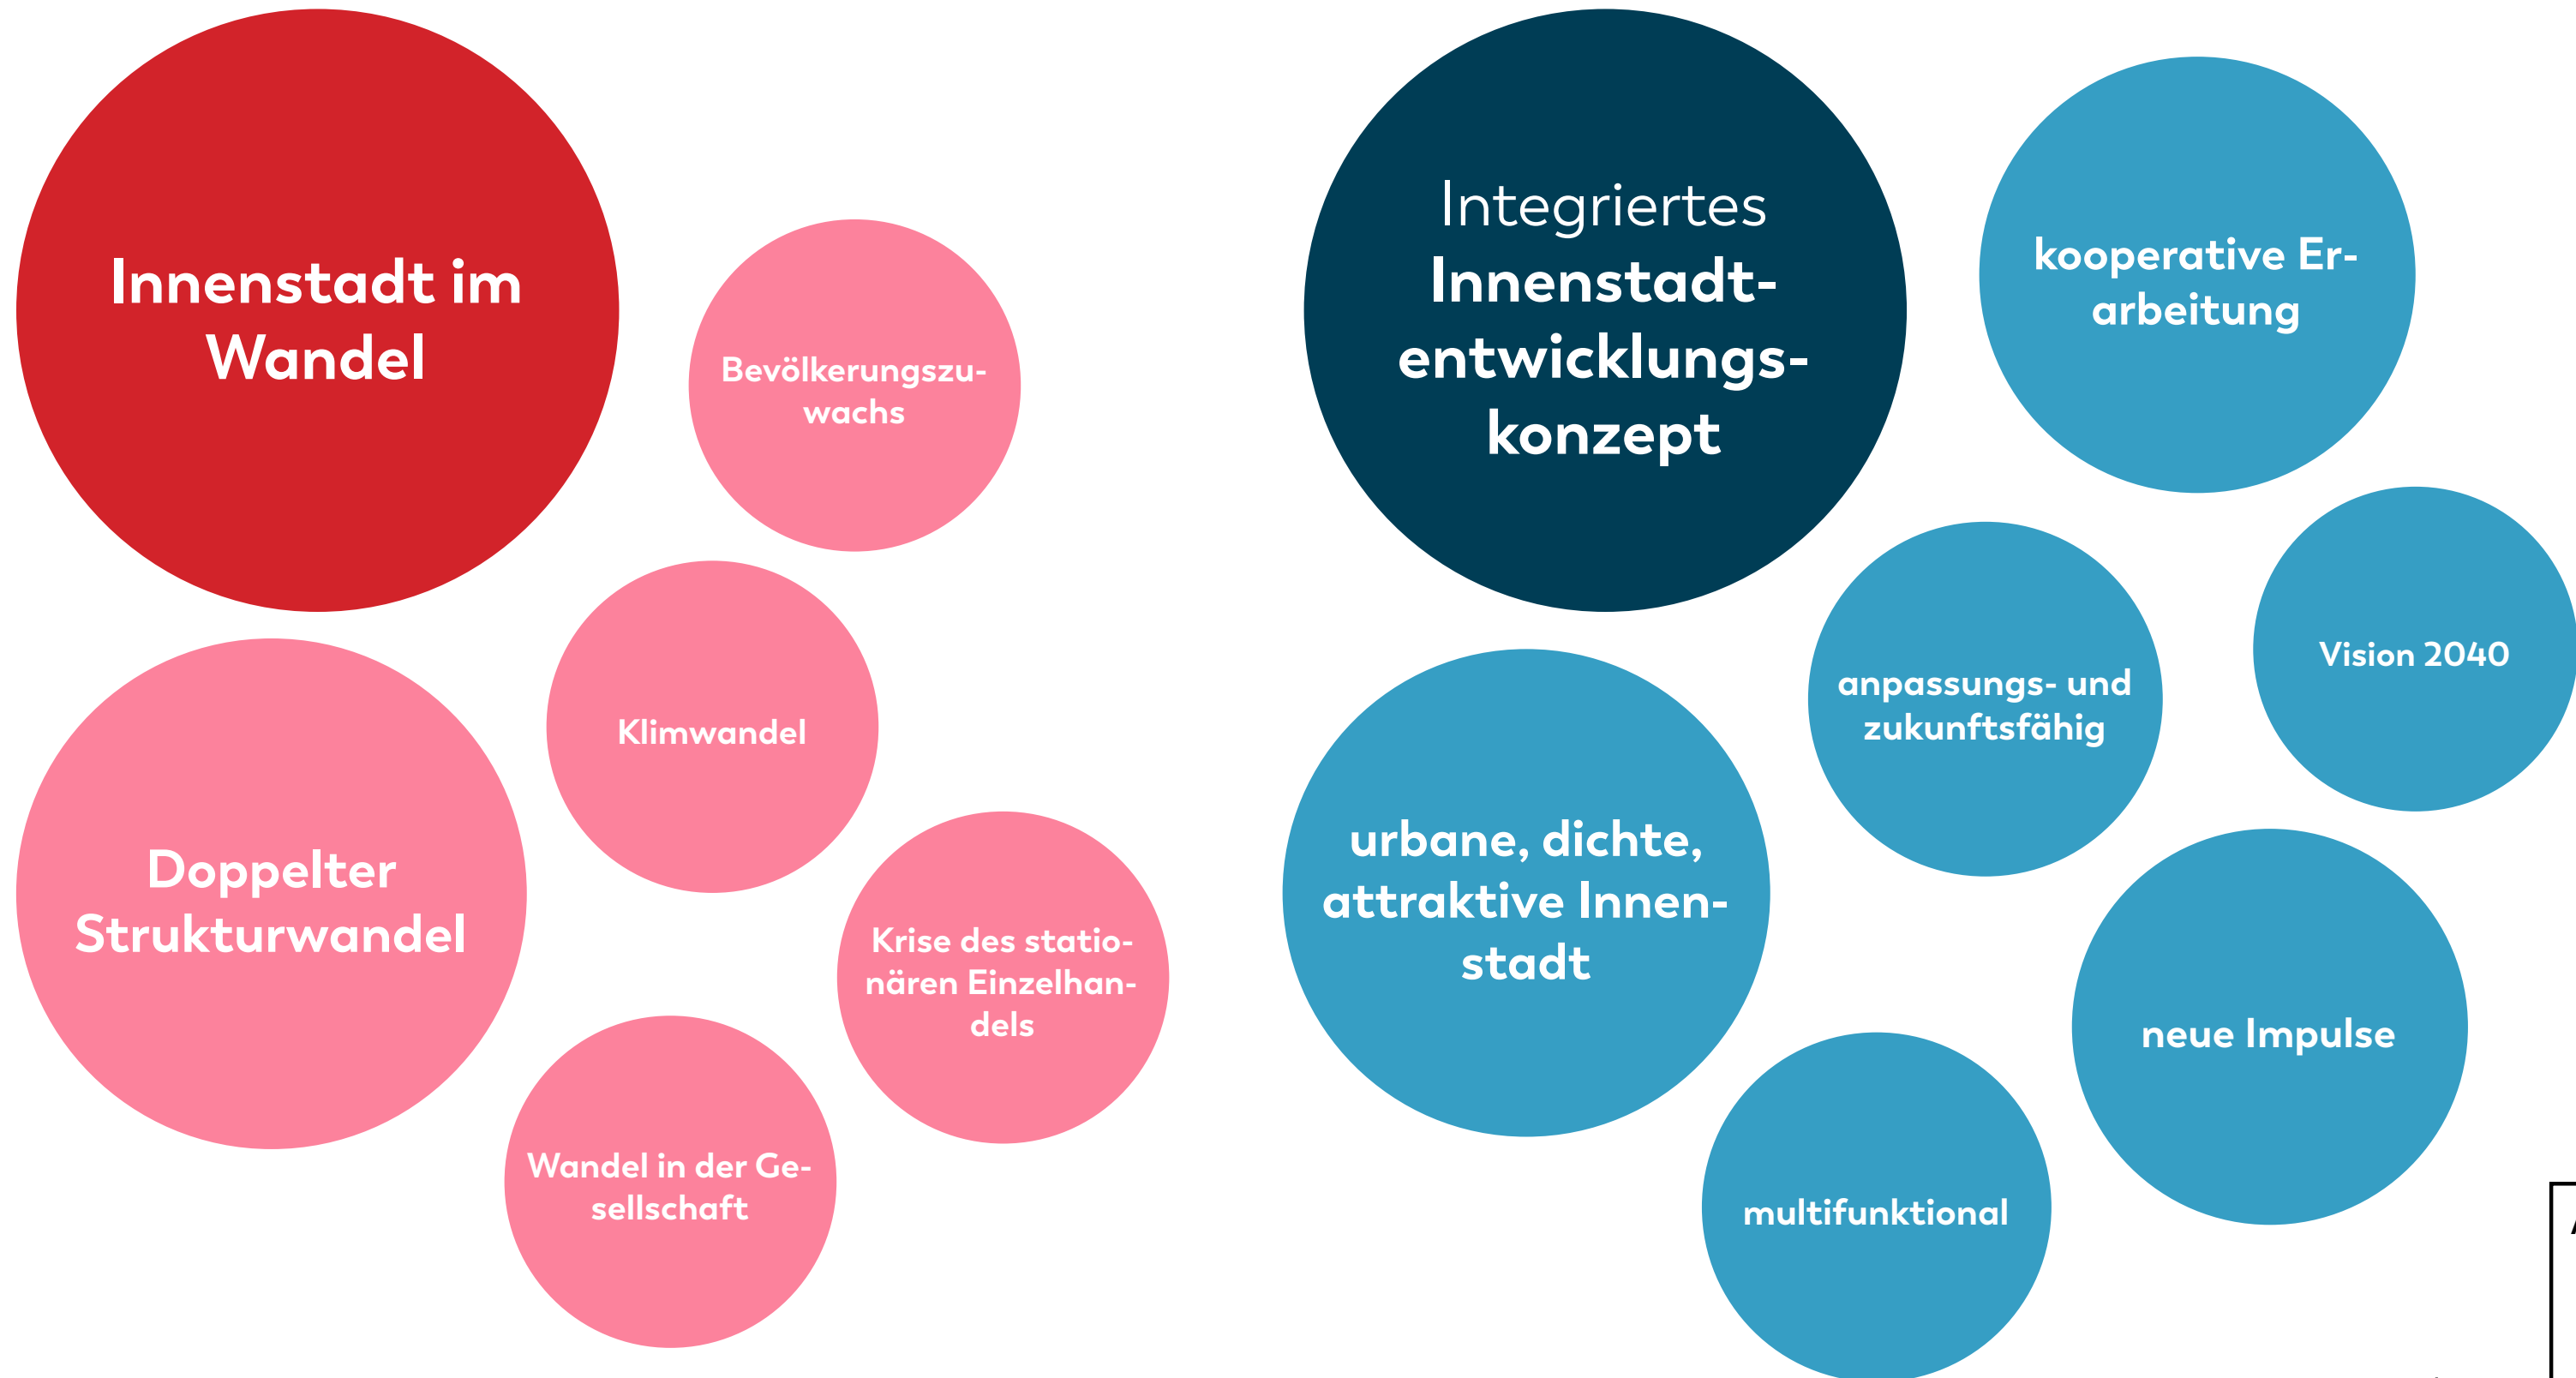 Innenstadt im
Wandel
Bevölkerungszu-
wachs
Klimwandel
Doppelter
Strukturwandel
Krise des statio-
nären Einzelhan-
dels
Wandel in der Ge-
sellschaft
Integriertes
Innenstadt-
entwicklungs-
konzept
kooperative Er-
arbeitung
anpassungs- und
zukunftsfähig
Vision 2040
urbane, dichte,
attraktive Innen-
stadt
neue Impulse
multifunktional